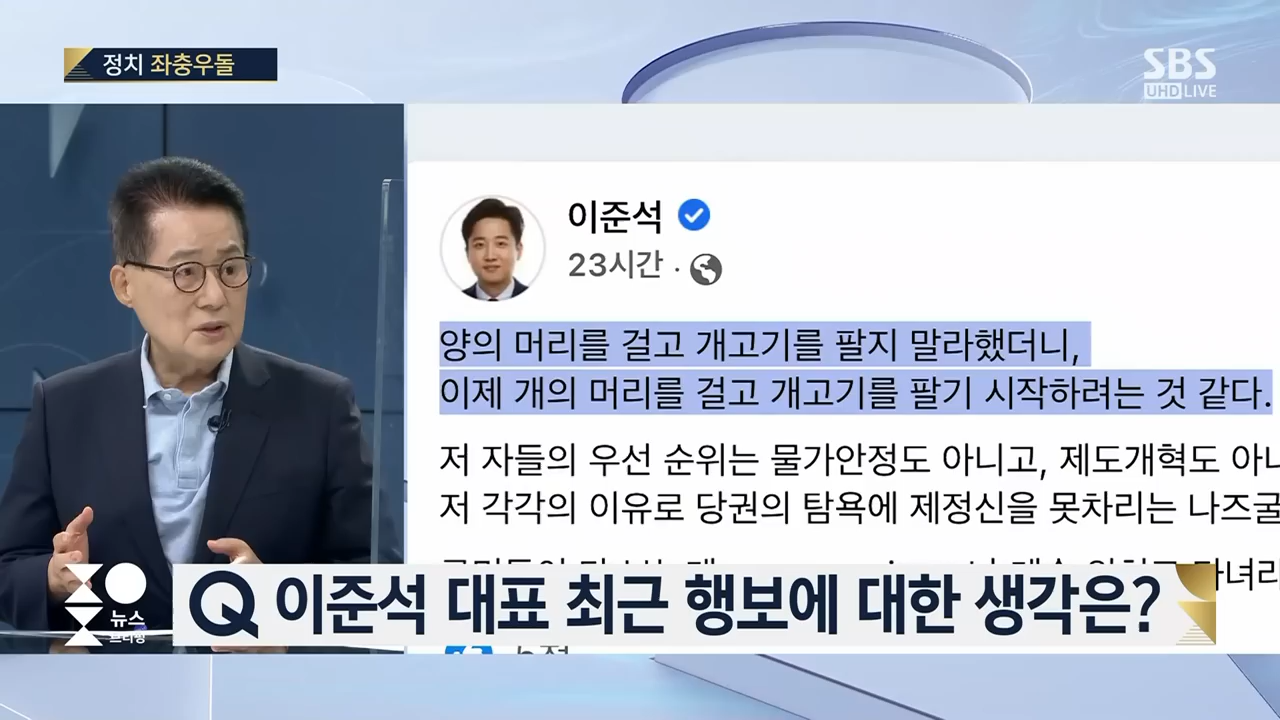 정치 좌충우돌
SBS
UHD LIVE
이준석
23시간 ·
양의 머리를 걸고 개고기를 팔지 말라했더니,
이제 개의 머리를 걸고 개고기를 팔기 시작하려는 것 같다.
저 자들의 우선 순위는 물가안정도 아니고, 제도개혁도 아니
저 각각의 이유로 당권의 탐욕에 제정신을 못차리는 나즈굴
뉴스
브리핑
Q 이준석 대표 최근 행보에 대한 생각은?